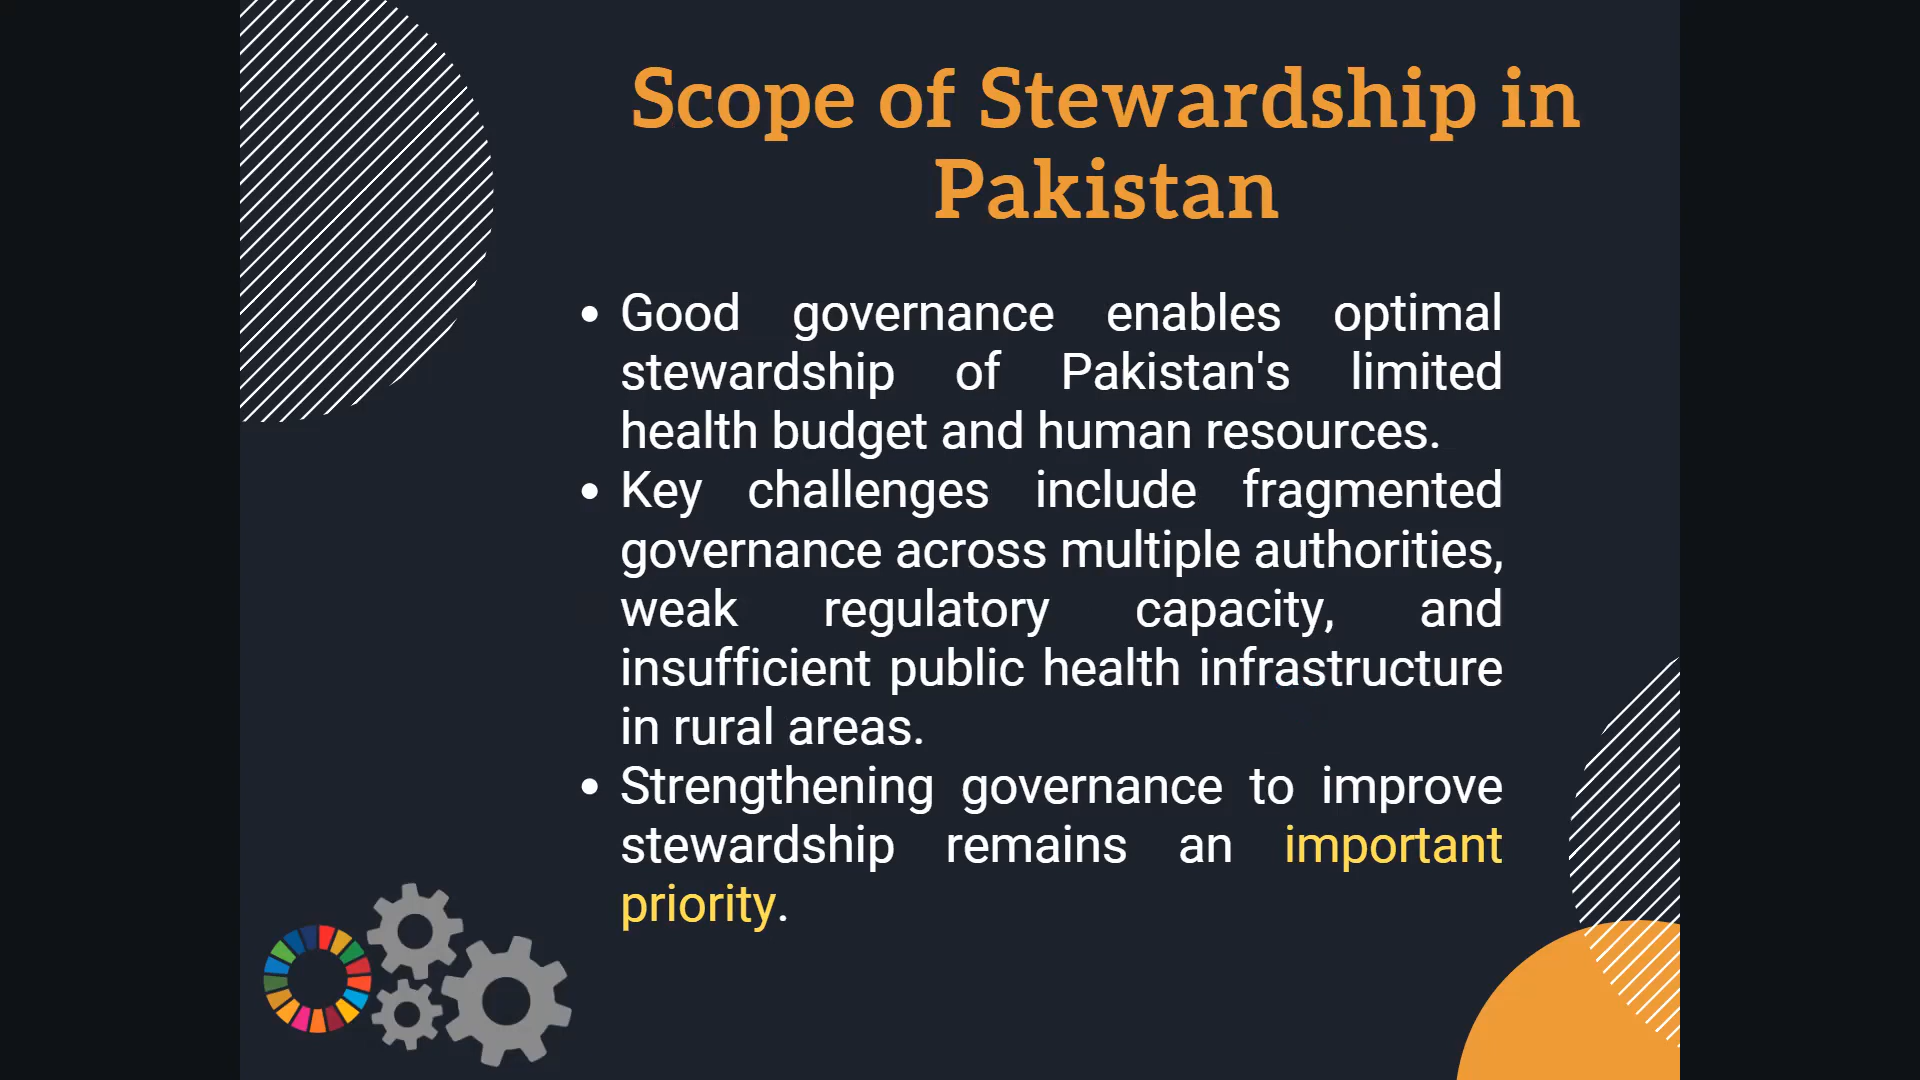 Scope of Stewardship in
Pakistan
• Good governance enables optimal
stewardship of Pakistan's limited
health budget and human resources.
• Key challenges include fragmented
governance across multiple authorities,
weak regulatory capacity, and
insufficient public health infrastructure
in rural areas.
• Strengthening governance to improve
stewardship remains an important
priority.